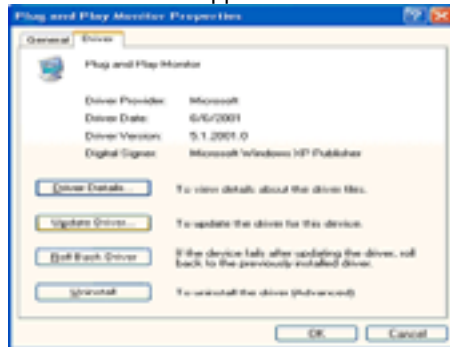 Plug and Play Monitor Properties
General Driver
Plug and Play Monitor
Driver Provider: Microsoft
Driver Date: 6/6/2001
Driver Version: 5.1.2001.0
Digital Signer: Microsoft Windows XP Publisher
Driver Details... To view details about the driver files.
Update Driver... To update the driver for this device.
Roll Back Driver If the device fails after updating the driver, roll
back to the previously installed driver.
Uninstall To uninstall the driver (Advanced).
OK Cancel